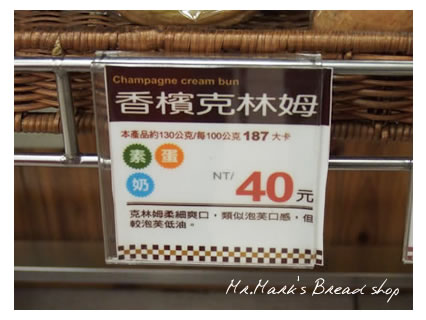 Champagne cream bun
香檳克林姆
本產品約130公克/每100公克 187 大卡
素 蛋
奶
NT/ 40元
克林姆柔細爽口，類似泡芙口感，但
較泡芙低油。
Mr.Mark's Bread shop